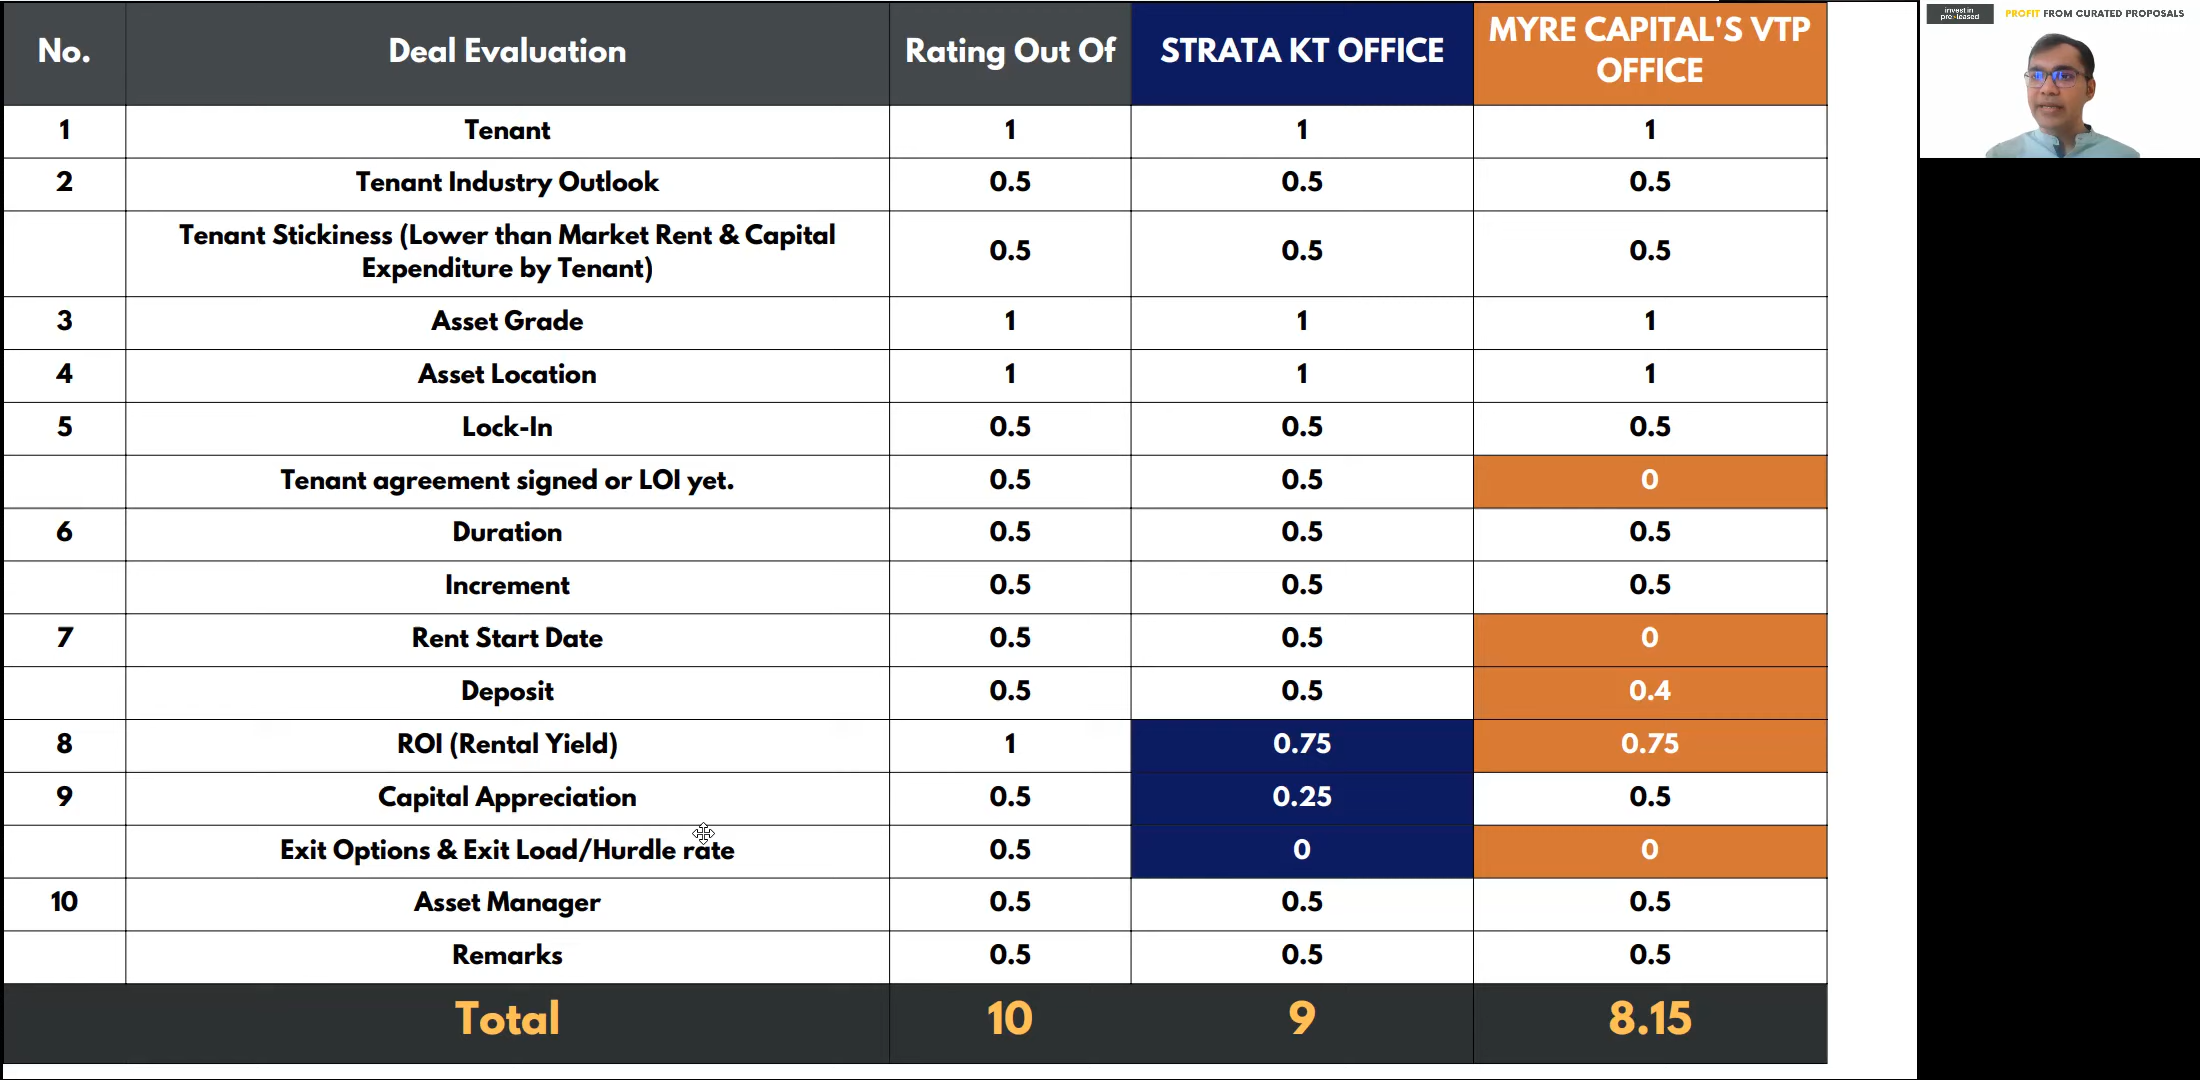 No. Deal Evaluation Rating Out Of STRATA KT OFFICE MYRE CAPITAL'S VTP
OFFICE
1 Tenant 1 1 1
2 Tenant Industry Outlook 0.5 0.5 0.5
Tenant Stickiness (Lower than Market Rent & Capital
Expenditure by Tenant) 0.5 0.5 0.5
3 Asset Grade 1 1 1
4 Asset Location 1 1 1
5 Lock-In 0.5 0.5 0.5
Tenant agreement signed or LOI yet. 0.5 0.5 0
6 Duration 0.5 0.5 0.5
Increment 0.5 0.5 0.5
7 Rent Start Date 0.5 0.5 0
Deposit 0.5 0.5 0.4
8 ROI (Rental Yield) 1 0.75 0.75
9 Capital Appreciation 0.5 0.25 0.5
Exit Options & Exit Load/Hurdle rate 0.5 0 0
10 Asset Manager 0.5 0.5 0.5
Remarks 0.5 0.5 0.5
Total 10 9 8.15
invest in
pre-leased
PROFIT FROM CURATED PROPOSALS